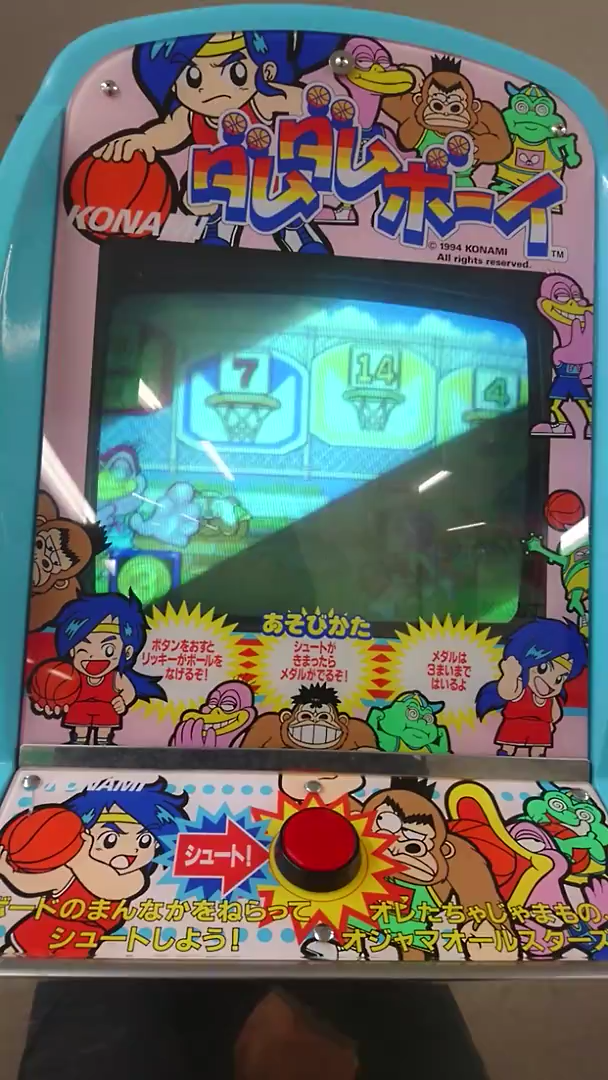 ダムダムボーイ
KONAMI
© 1994 KONAMI
All rights reserved.
TM
7
14
4
あそびかた
ボタンをおすと
リッキーがボールを
なげるぞ!
シュートが
きまったら
メダルがでるぞ!
メダルは
3まいまで
はいるよ
KONAMI
シュート!
ボードのまんなかをねらって
シュートしよう!
オレたちゃじゃまもの
オジャマオールスターズ